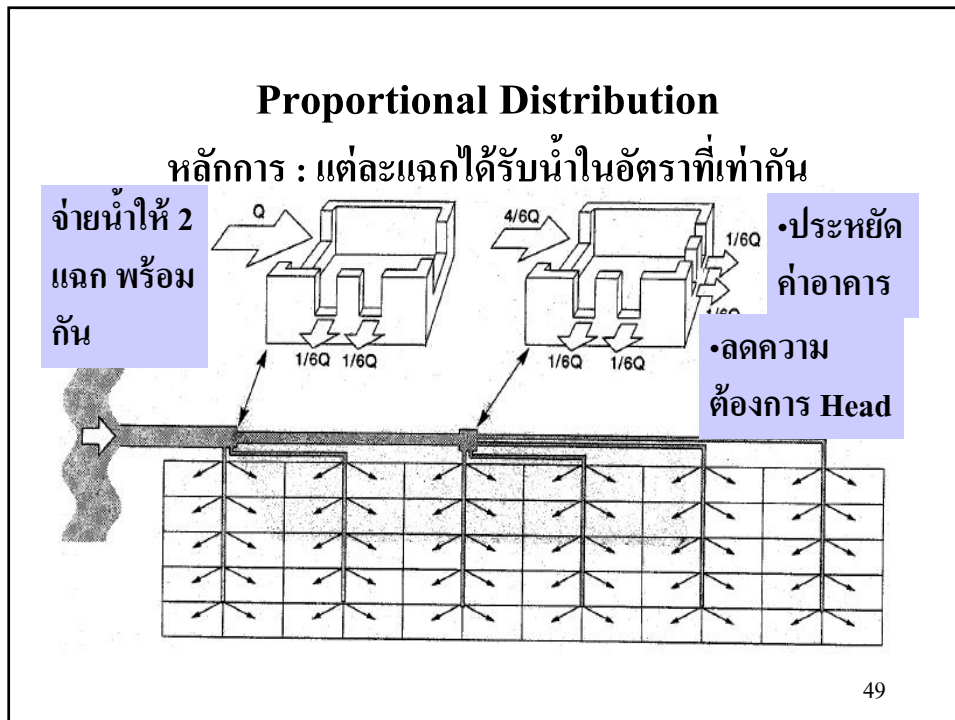 Proportional Distribution
หลักการ : แต่ละแฉกได้รับน้ำในอัตราที่เท่ากัน
จ่ายน้ำให้ 2
แฉก พร้อม
กัน
Q
1/6Q 1/6Q
4/6Q
1/6Q
1/6Q 1/6Q
•ประหยัด
ค่าอาคาร
•ลดความ
ต้องการ Head
49